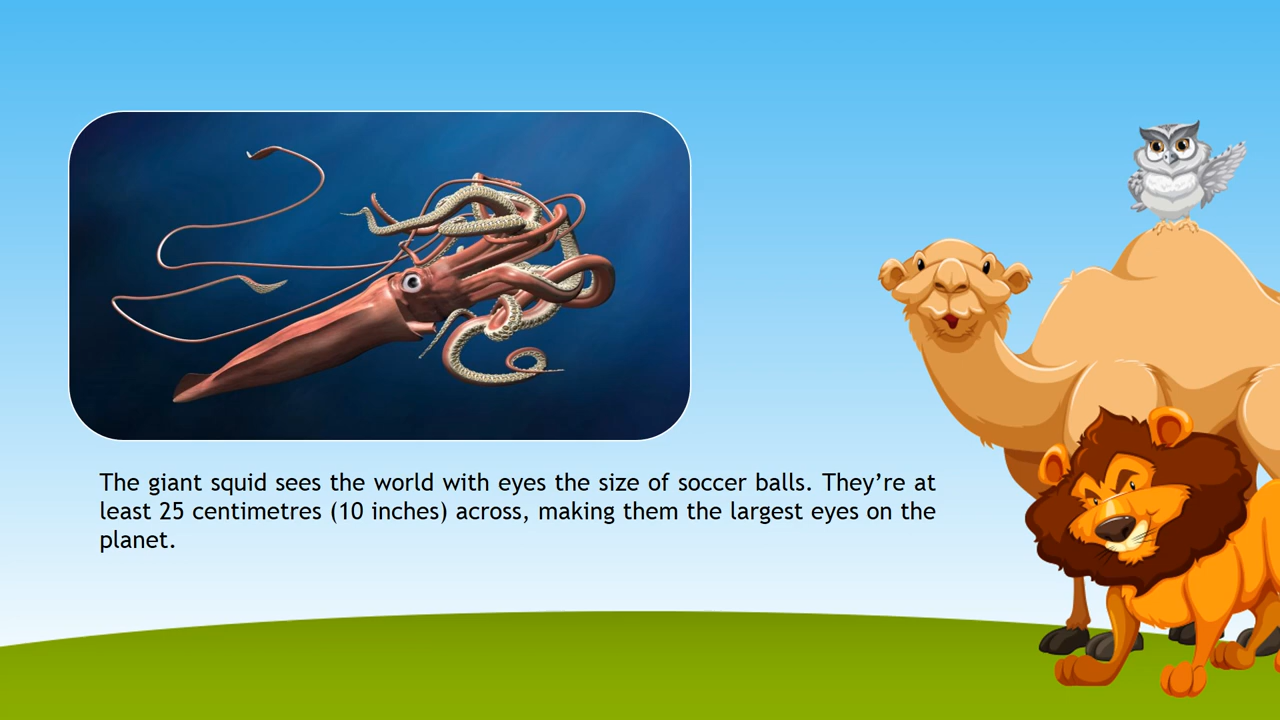 The giant squid sees the world with eyes the size of soccer balls. They’re at
least 25 centimetres (10 inches) across, making them the largest eyes on the
planet.